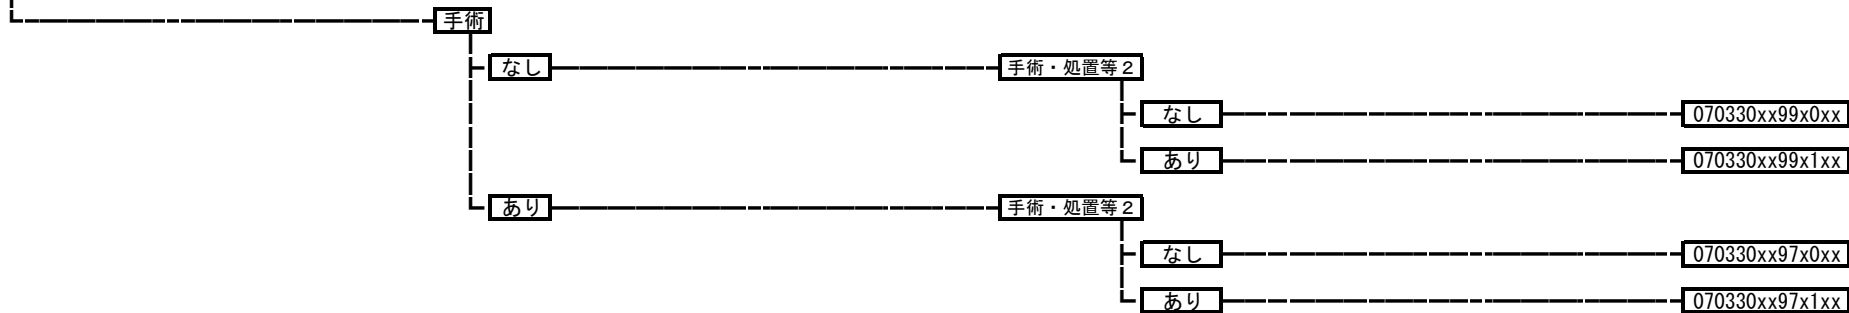 手術
なし 手術・処置等２
なし 070330xx99x0xx
あり 070330xx99x1xx
あり 手術・処置等２
なし 070330xx97x0xx
あり 070330xx97x1xx